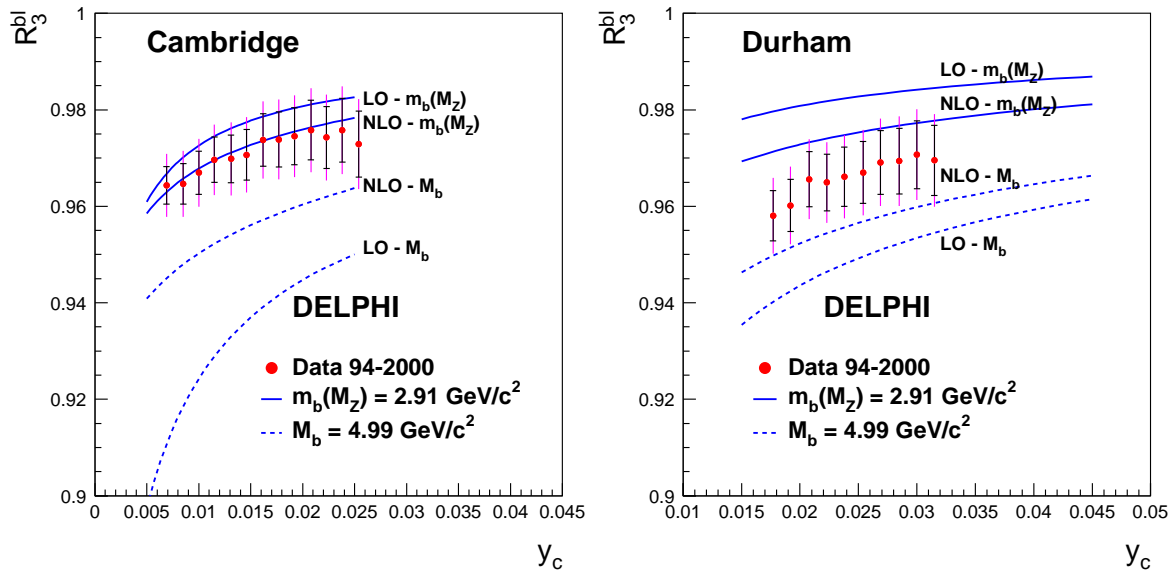 R₃ᵇˡ
Cambridge
LO - m_b(M_Z)
NLO - m_b(M_Z)
NLO - M_b
LO - M_b
DELPHI
Data 94-2000
m_b(M_Z) = 2.91 GeV/c²
M_b = 4.99 GeV/c²
1
0.98
0.96
0.94
0.92
0.9
0 0.005 0.01 0.015 0.02 0.025 0.03 0.035 0.04 0.045
y_c
R₃ᵇˡ
Durham
LO - m_b(M_Z)
NLO - m_b(M_Z)
NLO - M_b
LO - M_b
DELPHI
Data 94-2000
m_b(M_Z) = 2.91 GeV/c²
M_b = 4.99 GeV/c²
1
0.98
0.96
0.94
0.92
0.9
0.01 0.015 0.02 0.025 0.03 0.035 0.04 0.045 0.05
y_c